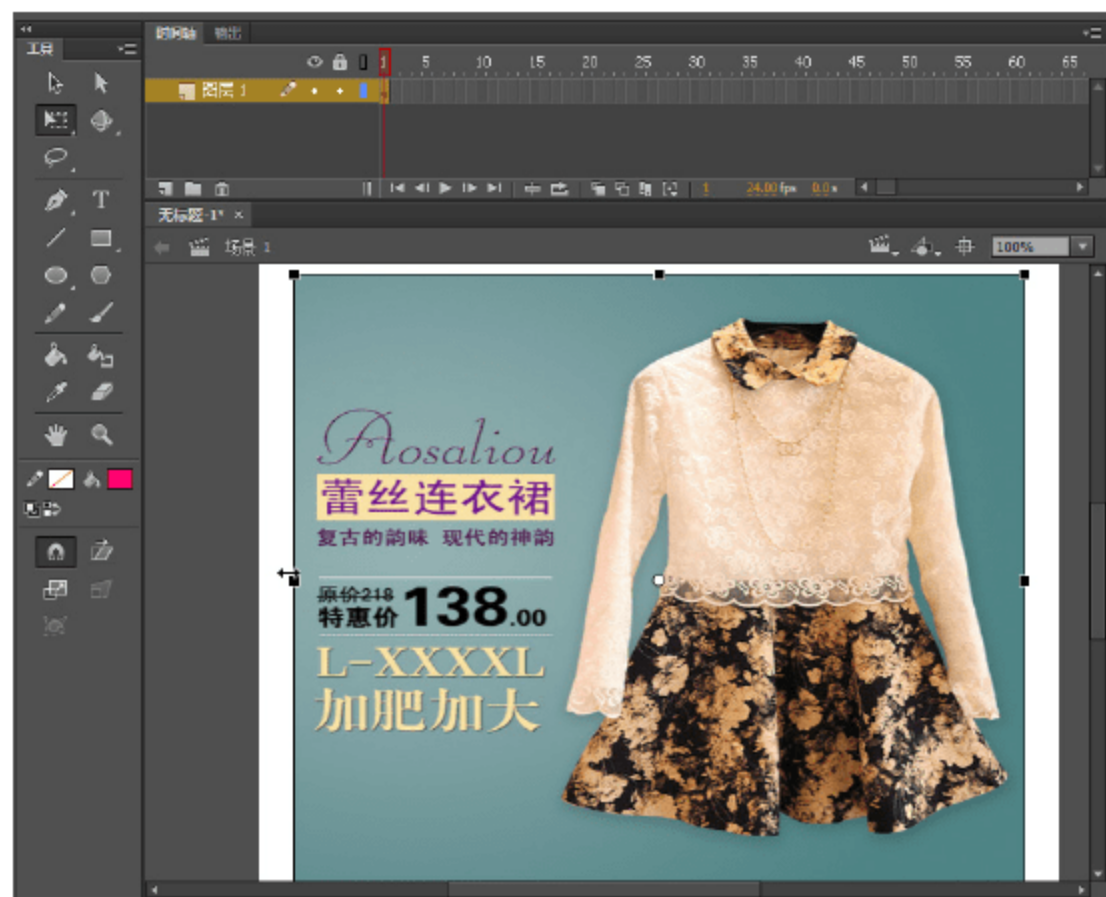 工具
时间轴 输出
1 5 10 15 20 25 30 35 40 45 50 55 60 65
图层 1
1 24.00 fps 0.0 s
无标题-1* ×
场景 1
100%
T
Aosaliou
蕾丝连衣裙
复古的韵味 现代的神韵
原价218
特惠价 138.00
L-XXXXL
加肥加大